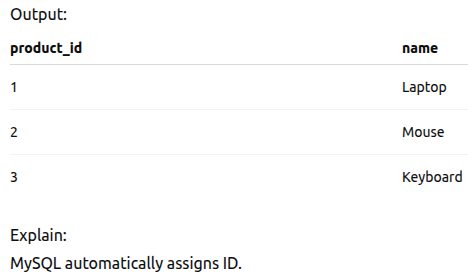 Output:
product_id name
1 Laptop
2 Mouse
3 Keyboard
Explain:
MySQL automatically assigns ID.